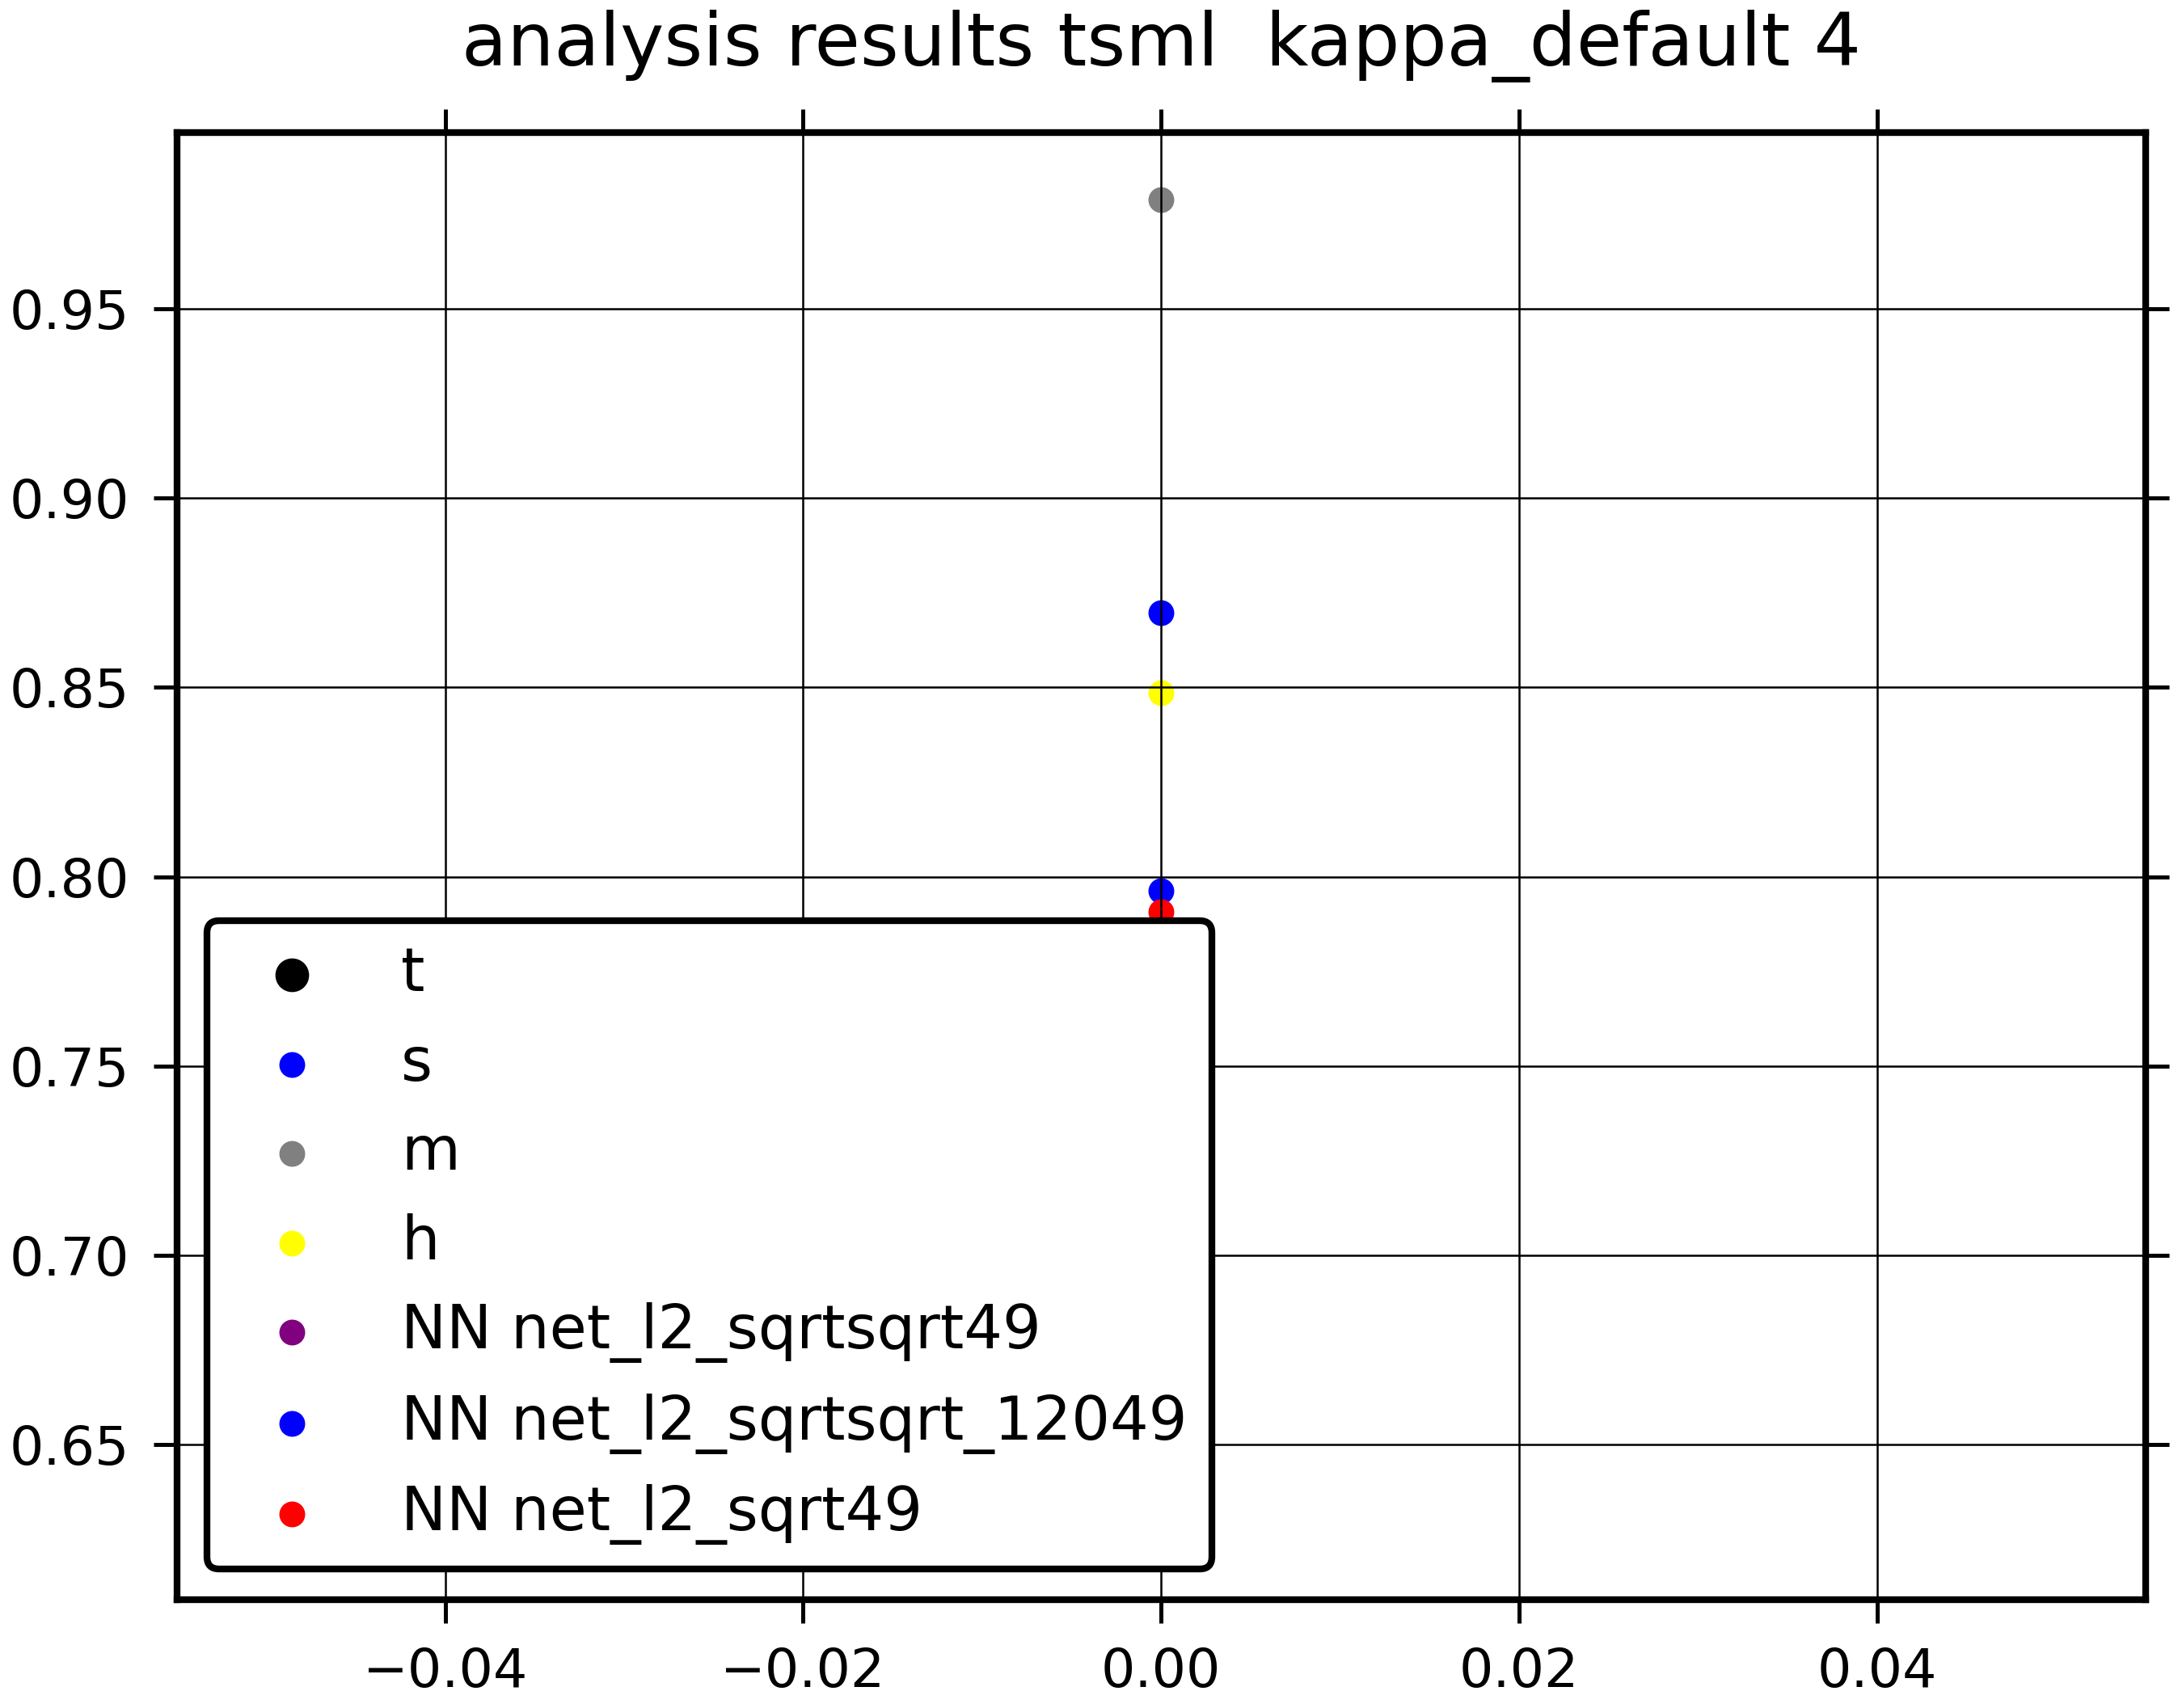 analysis results tsml  kappa_default 4
0.95
0.90
0.85
0.80
0.75
0.70
0.65
t
s
m
h
NN net_l2_sqrtsqrt49
NN net_l2_sqrtsqrt_12049
NN net_l2_sqrt49
−0.04 −0.02 0.00 0.02 0.04